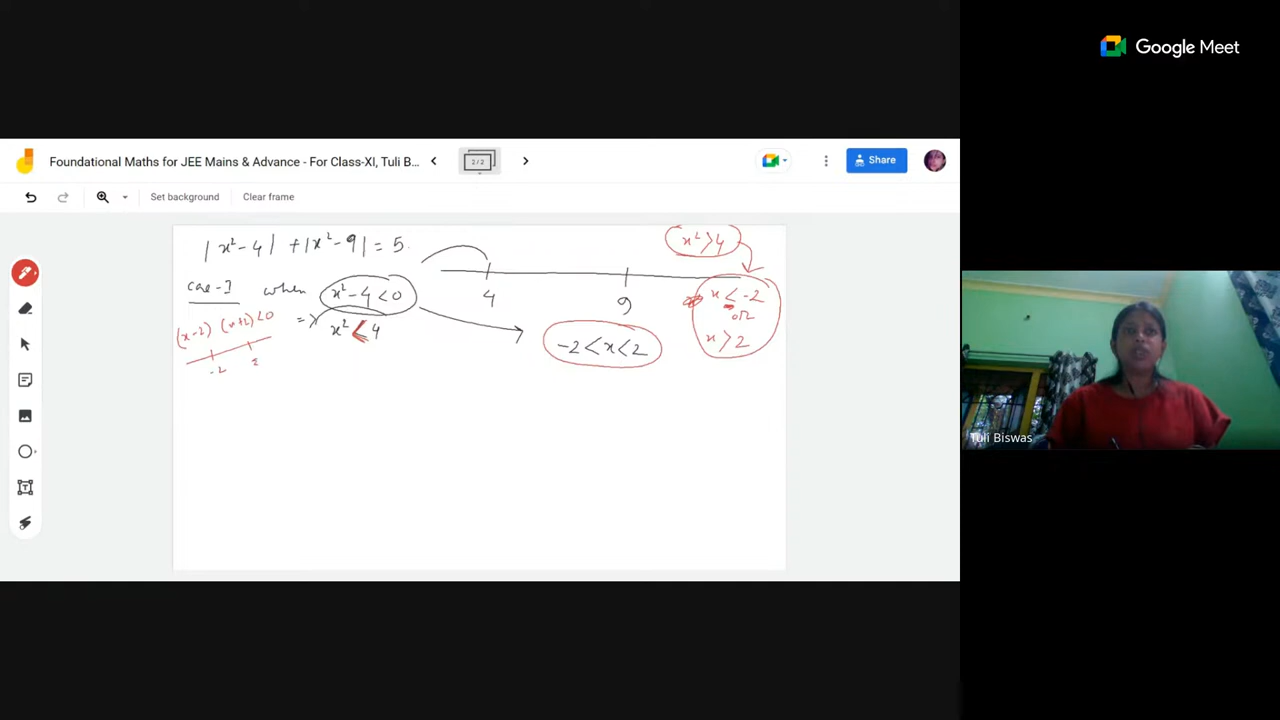 Google Meet
Foundational Maths for JEE Mains & Advance - For Class-XI, Tuli B...
2 / 2
Share
Set background
Clear frame
|x²-4| + |x²-9| = 5
x² > 4
case-I when x²-4<0
4
9
x < -2
or
x > 2
(x-2) (x+2) <0
=> x² < 4
-2 < x < 2
-2 2
Tuli Biswas